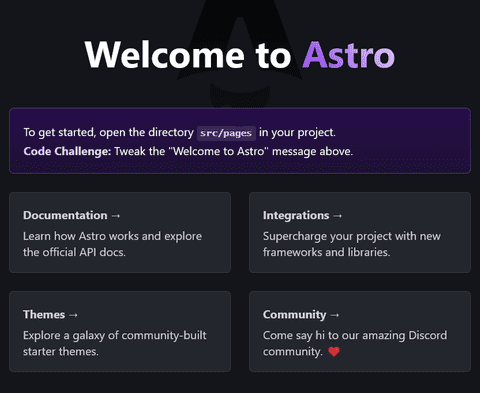 Welcome to Astro
To get started, open the directory src/pages in your project.
Code Challenge: Tweak the "Welcome to Astro" message above.
Documentation →
Learn how Astro works and explore
the official API docs.
Integrations →
Supercharge your project with new
frameworks and libraries.
Themes →
Explore a galaxy of community-built
starter themes.
Community →
Come say hi to our amazing Discord
community. ❤️